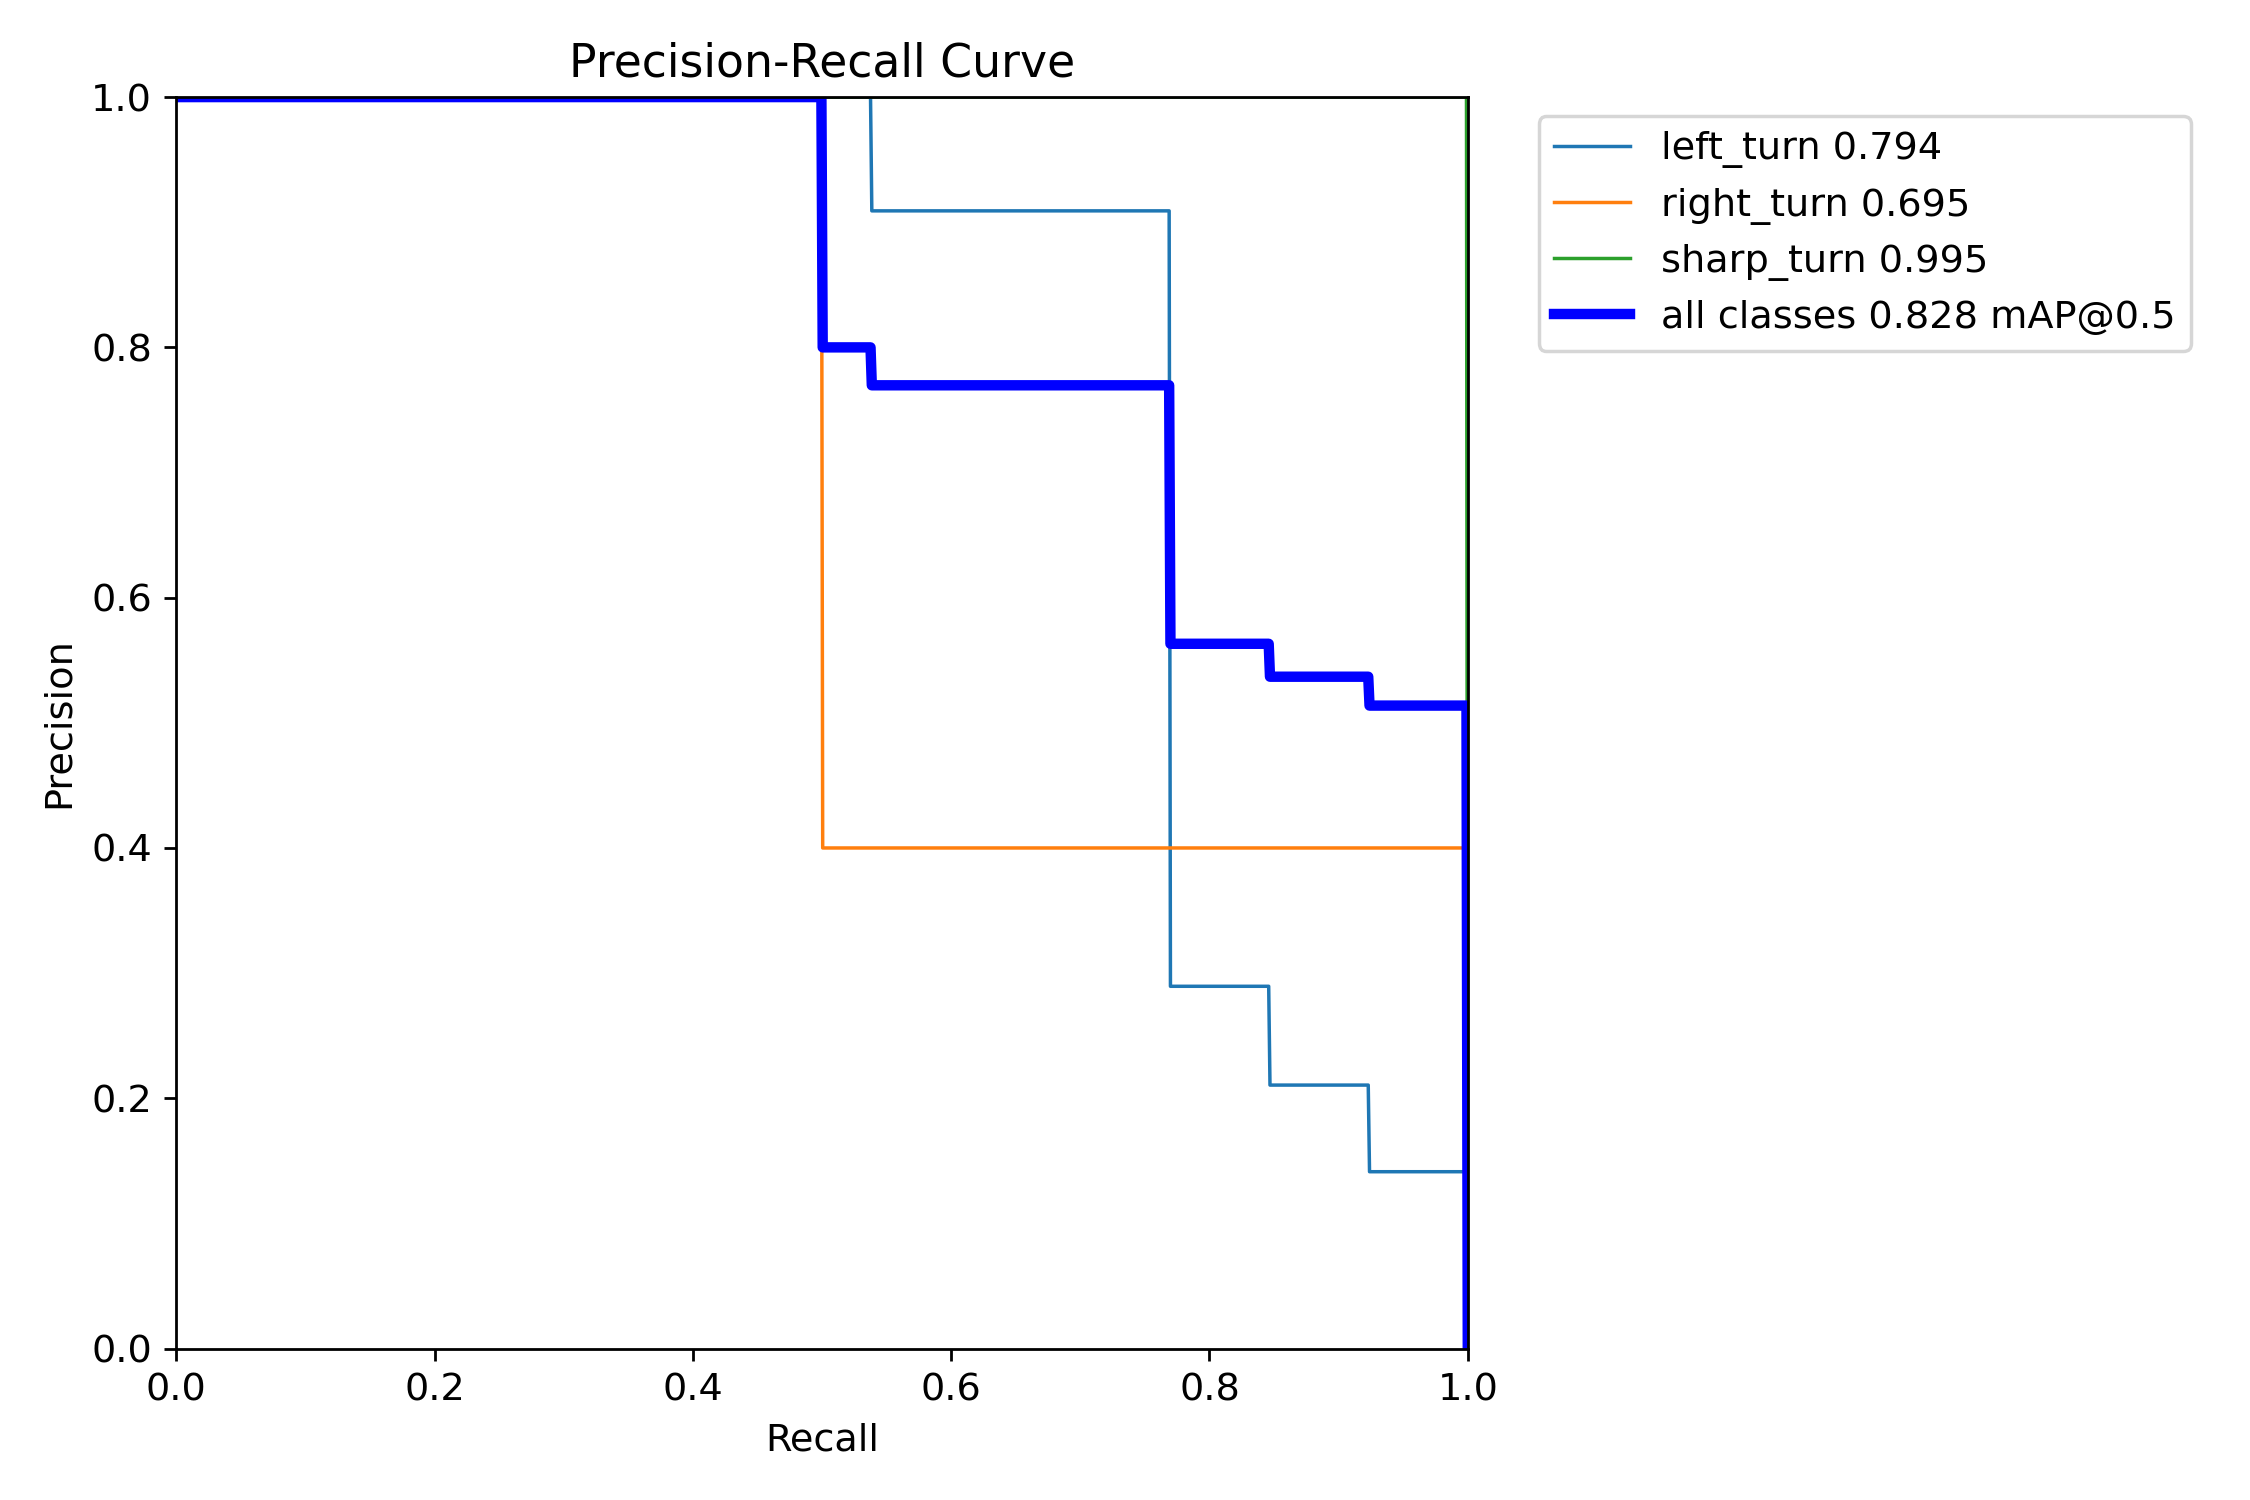 Precision-Recall Curve
1.0
0.8
0.6
0.4
0.2
0.0
Precision
0.0 0.2 0.4 0.6 0.8 1.0
Recall
left_turn 0.794
right_turn 0.695
sharp_turn 0.995
all classes 0.828 mAP@0.5